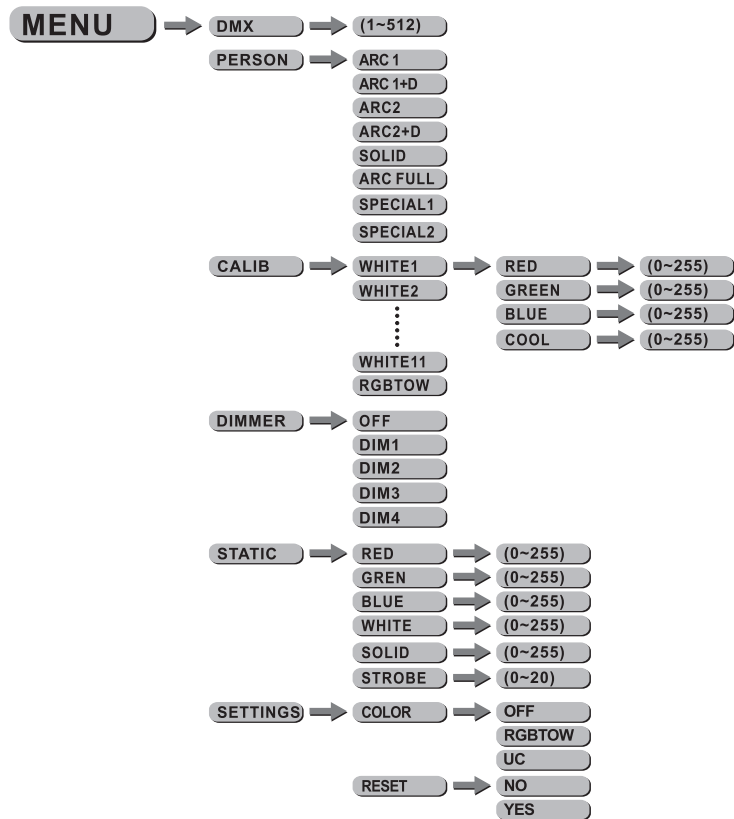 MENU DMX (1~512)
PERSON ARC 1
ARC 1+D
ARC2
ARC2+D
SOLID
ARC FULL
SPECIAL1
SPECIAL2
CALIB WHITE1 RED (0~255)
WHITE2 GREEN (0~255)
BLUE (0~255)
COOL (0~255)
WHITE11
RGBTOW
DIMMER OFF
DIM1
DIM2
DIM3
DIM4
STATIC RED (0~255)
GREN (0~255)
BLUE (0~255)
WHITE (0~255)
SOLID (0~255)
STROBE (0~20)
SETTINGS COLOR OFF
RGBTOW
UC
RESET NO
YES